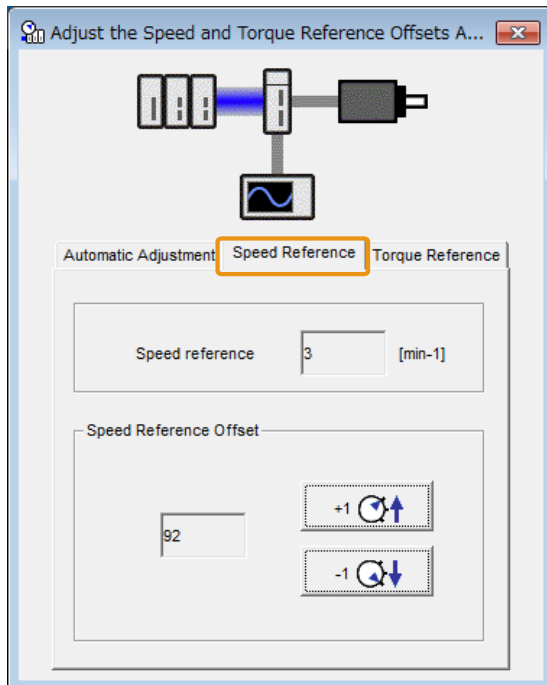 Adjust the Speed and Torque Reference Offsets A...
Automatic Adjustment Speed Reference Torque Reference
Speed reference 3 [min-1]
Speed Reference Offset
+1
92
-1